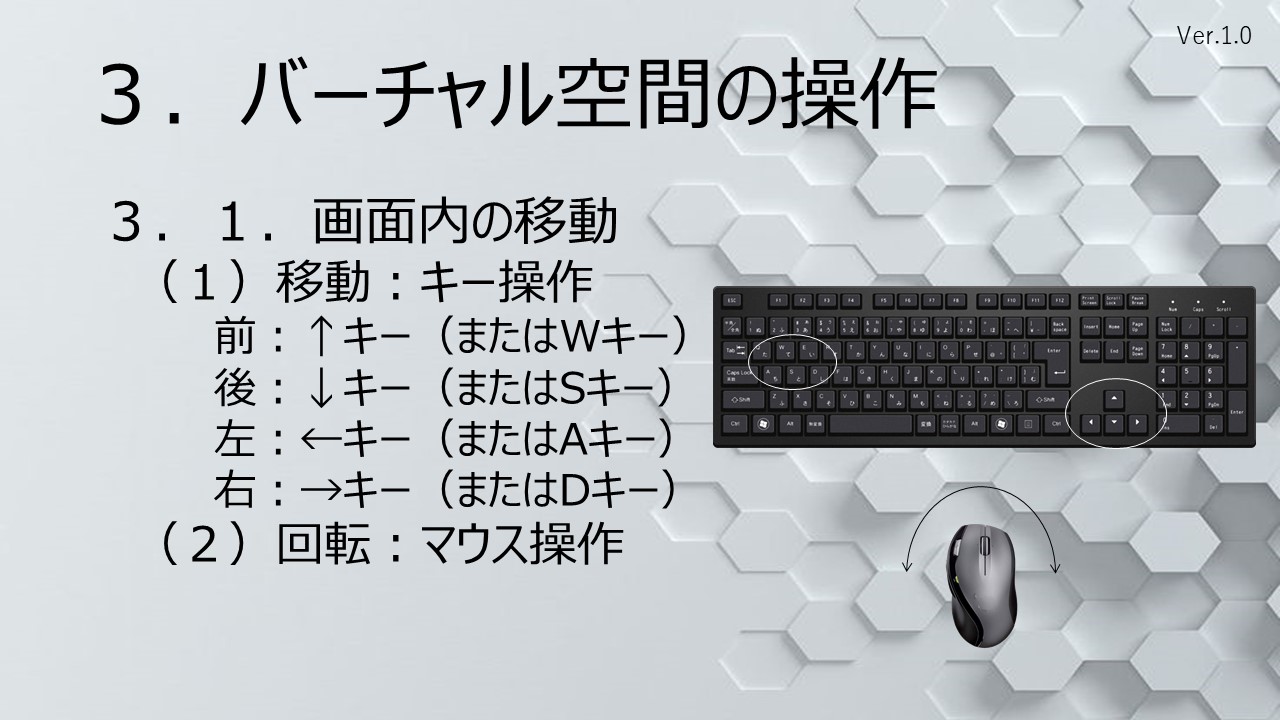 Ver.1.0
３．バーチャル空間の操作
３．１．画面内の移動
（１）移動：キー操作
前：↑キー（またはWキー）
後：↓キー（またはSキー）
左：←キー（またはAキー）
右：→キー（またはDキー）
（２）回転：マウス操作